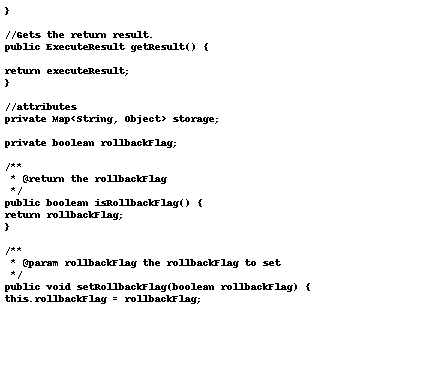 }

//Gets the return result.
public ExecuteResult getResult() {

return executeResult;
}

//attributes
private Map<String, Object> storage;

private boolean rollbackFlag;

/**
 * @return the rollbackFlag
 */
public boolean isRollbackFlag() {
return rollbackFlag;
}

/**
 * @param rollbackFlag the rollbackFlag to set
 */
public void setRollbackFlag(boolean rollbackFlag) {
this.rollbackFlag = rollbackFlag;